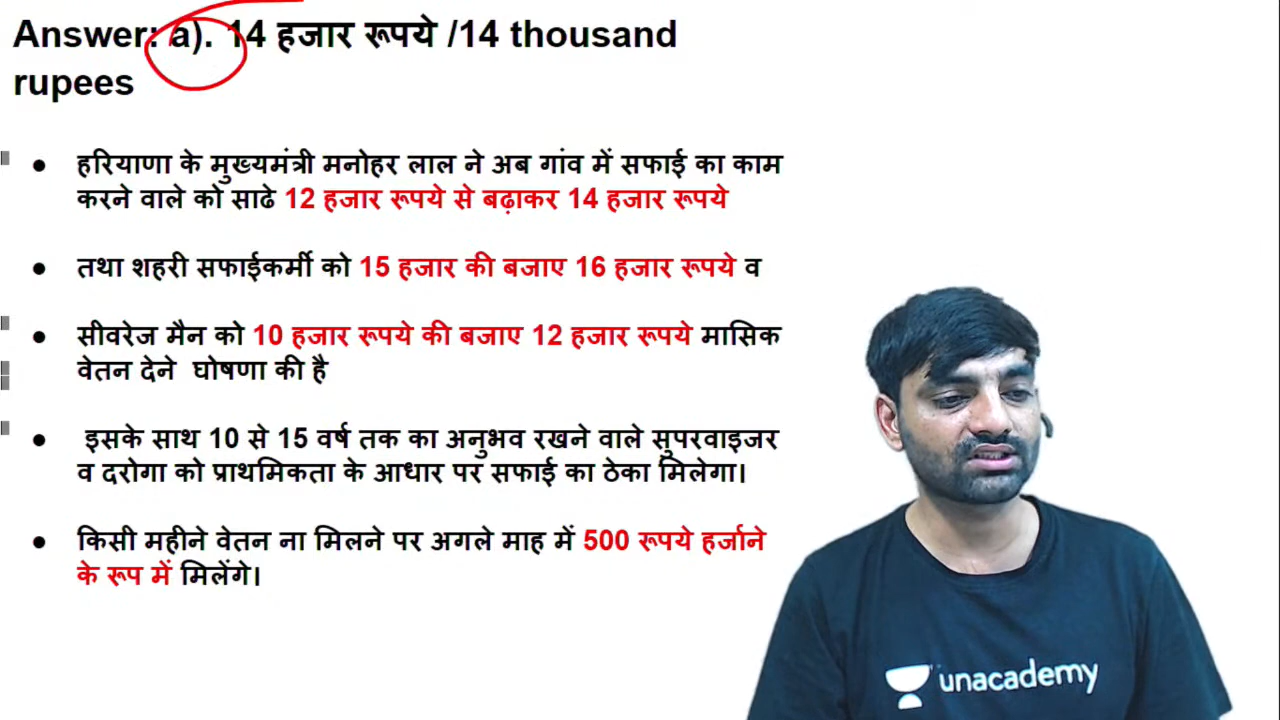 Answer: a). 14 हजार रूपये /14 thousand
rupees
● हरियाणा के मुख्यमंत्री मनोहर लाल ने अब गांव में सफाई का काम
करने वाले को साढे 12 हजार रूपये से बढ़ाकर 14 हजार रूपये
● तथा शहरी सफाईकर्मी को 15 हजार की बजाए 16 हजार रूपये व
● सीवरेज मैन को 10 हजार रूपये की बजाए 12 हजार रूपये मासिक
वेतन देने घोषणा की है
● इसके साथ 10 से 15 वर्ष तक का अनुभव रखने वाले सुपरवाइजर
व दरोगा को प्राथमिकता के आधार पर सफाई का ठेका मिलेगा।
● किसी महीने वेतन ना मिलने पर अगले माह में 500 रूपये हर्जाने
के रूप में मिलेंगे।
unacademy